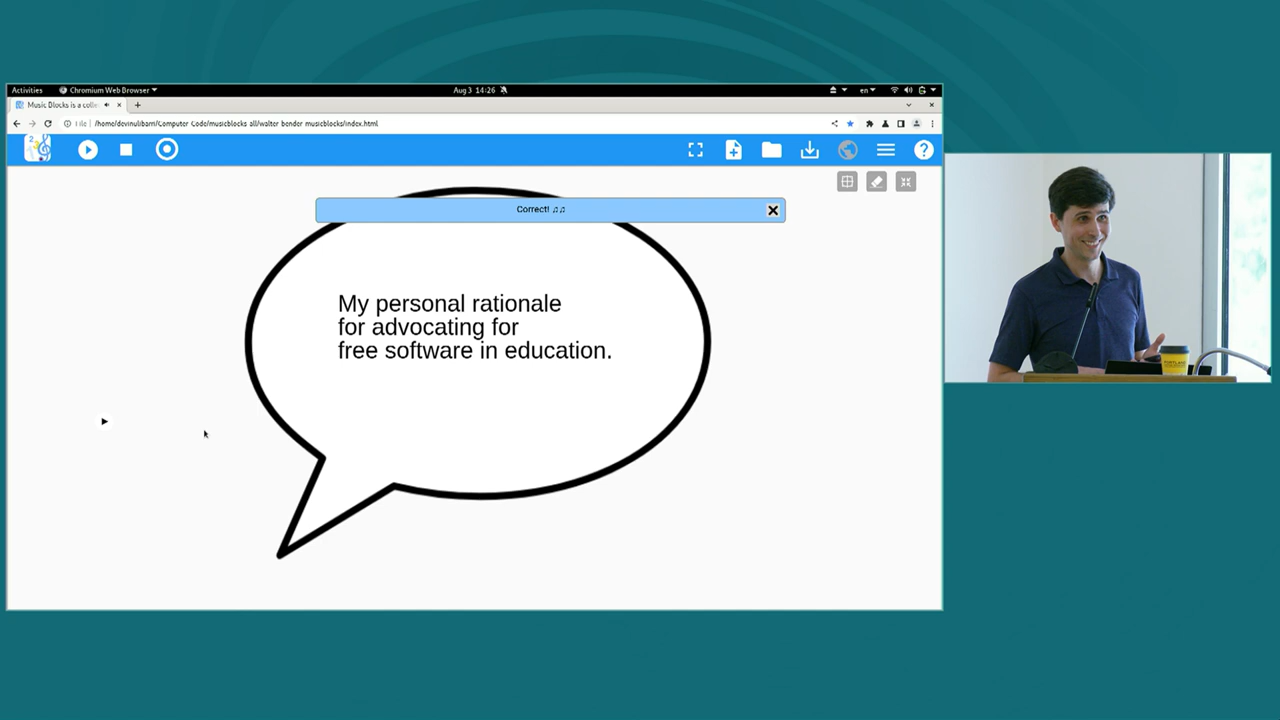 Activities
Chromium Web Browser
Aug 3 14:26
en
Music Blocks is a colle
File
/home/devinulibarri/Computer-Code/musicblocks-all/walter-bender-musicblocks/index.html
Correct! ♫♫
My personal rationale
for advocating for
free software in education.